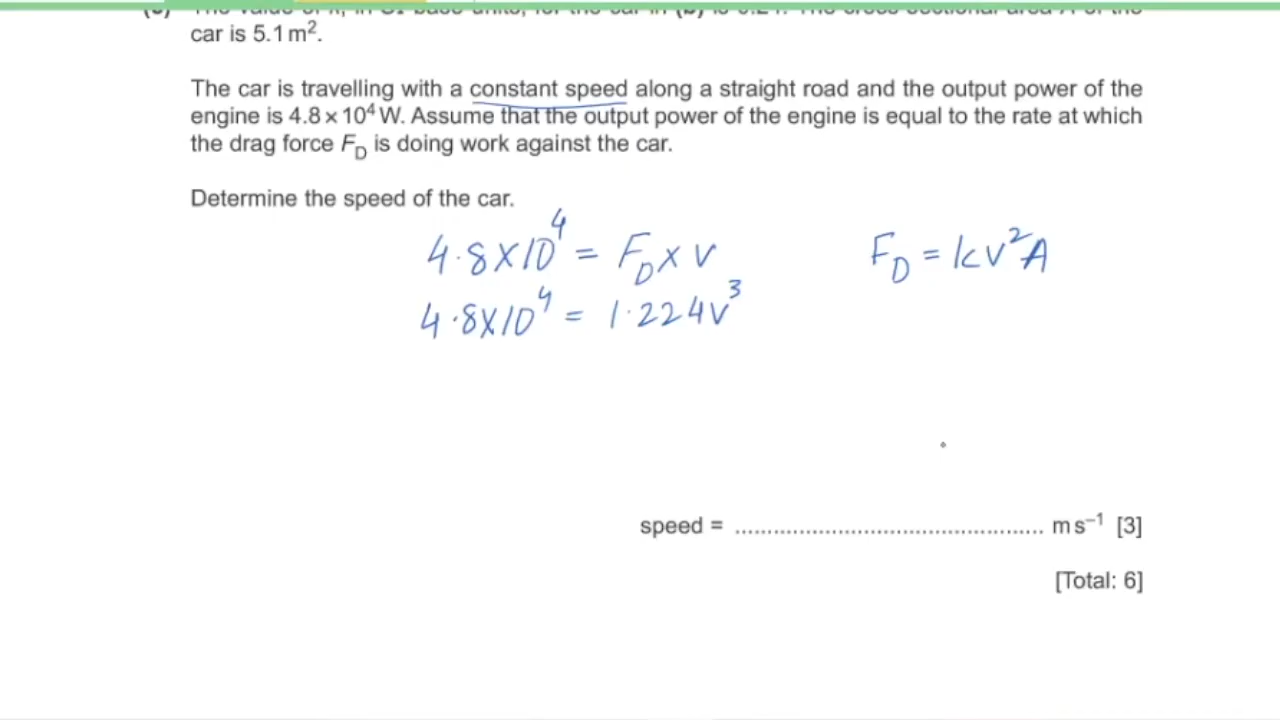 car is 5.1 m².
The car is travelling with a constant speed along a straight road and the output power of the
engine is 4.8 × 10⁴ W. Assume that the output power of the engine is equal to the rate at which
the drag force F_D is doing work against the car.
Determine the speed of the car.
4.8×10⁴ = F_D × v
F_D = kv²A
4.8×10⁴ = 1.224v³
speed = ................................................ m s⁻¹ [3]
[Total: 6]